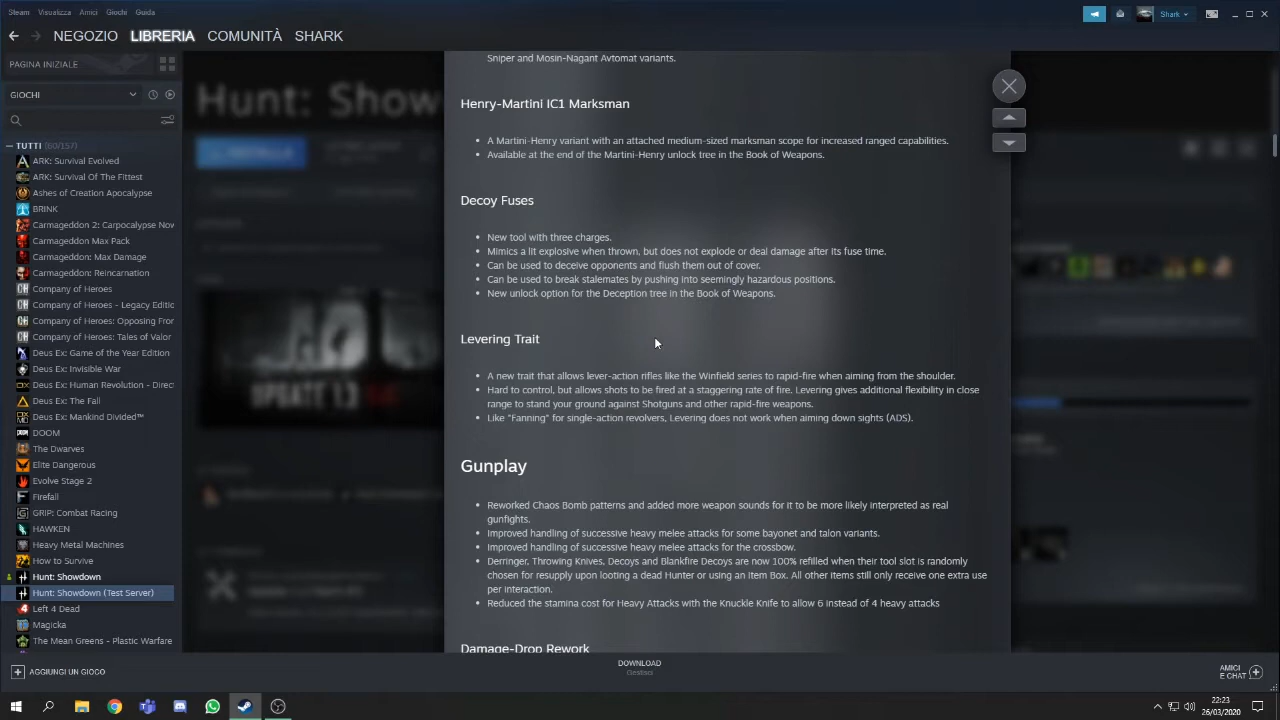 Steam Visualizza Amici Giochi Guida
Shark
NEGOZIO LIBRERIA COMUNITÀ SHARK
PAGINA INIZIALE
GIOCHI
TUTTI (60/157)
ARK: Survival Evolved
ARK: Survival Of The Fittest
Ashes of Creation Apocalypse
BRINK
Carmageddon 2: Carpocalypse Nov
Carmageddon Max Pack
Carmageddon: Max Damage
Carmageddon: Reincarnation
Company of Heroes
Company of Heroes - Legacy Editic
Company of Heroes: Opposing Fron
Company of Heroes: Tales of Valor
Deus Ex: Game of the Year Edition
Deus Ex: Invisible War
Deus Ex: Human Revolution - Direct
Deus Ex: The Fall
Deus Ex: Mankind Divided™
DOOM
The Dwarves
Elite Dangerous
Evolve Stage 2
Firefall
GRIP: Combat Racing
HAWKEN
Heavy Metal Machines
How to Survive
Hunt: Showdown
Hunt: Showdown (Test Server)
Left 4 Dead
Magicka
The Mean Greens - Plastic Warfare
AGGIUNGI UN GIOCO
Hunt: Showd
Sniper and Mosin-Nagant Avtomat variants.
Henry-Martini IC1 Marksman
• A Martini-Henry variant with an attached medium-sized marksman scope for increased ranged capabilities.
• Available at the end of the Martini-Henry unlock tree in the Book of Weapons.
Decoy Fuses
• New tool with three charges.
• Mimics a lit explosive when thrown, but does not explode or deal damage after its fuse time.
• Can be used to deceive opponents and flush them out of cover.
• Can be used to break stalemates by pushing into seemingly hazardous positions.
• New unlock option for the Deception tree in the Book of Weapons.
Levering Trait
• A new trait that allows lever-action rifles like the Winfield series to rapid-fire when aiming from the shoulder.
• Hard to control, but allows shots to be fired at a staggering rate of fire. Levering gives additional flexibility in close
range to stand your ground against Shotguns and other rapid-fire weapons.
• Like "Fanning" for single-action revolvers, Levering does not work when aiming down sights (ADS).
Gunplay
• Reworked Chaos Bomb patterns and added more weapon sounds for it to be more likely interpreted as real
gunfights.
• Improved handling of successive heavy melee attacks for some bayonet and talon variants.
• Improved handling of successive heavy melee attacks for the crossbow.
• Derringer, Throwing Knives, Decoys and Blankfire Decoys are now 100% refilled when their tool slot is randomly
chosen for resupply upon looting a dead Hunter or using an Item Box. All other items still only receive one extra use
per interaction.
• Reduced the stamina cost for Heavy Attacks with the Knuckle Knife to allow 6 instead of 4 heavy attacks
Damage-Drop Rework
DOWNLOAD
Gestisci
AMICI
E CHAT
22:23
26/03/2020